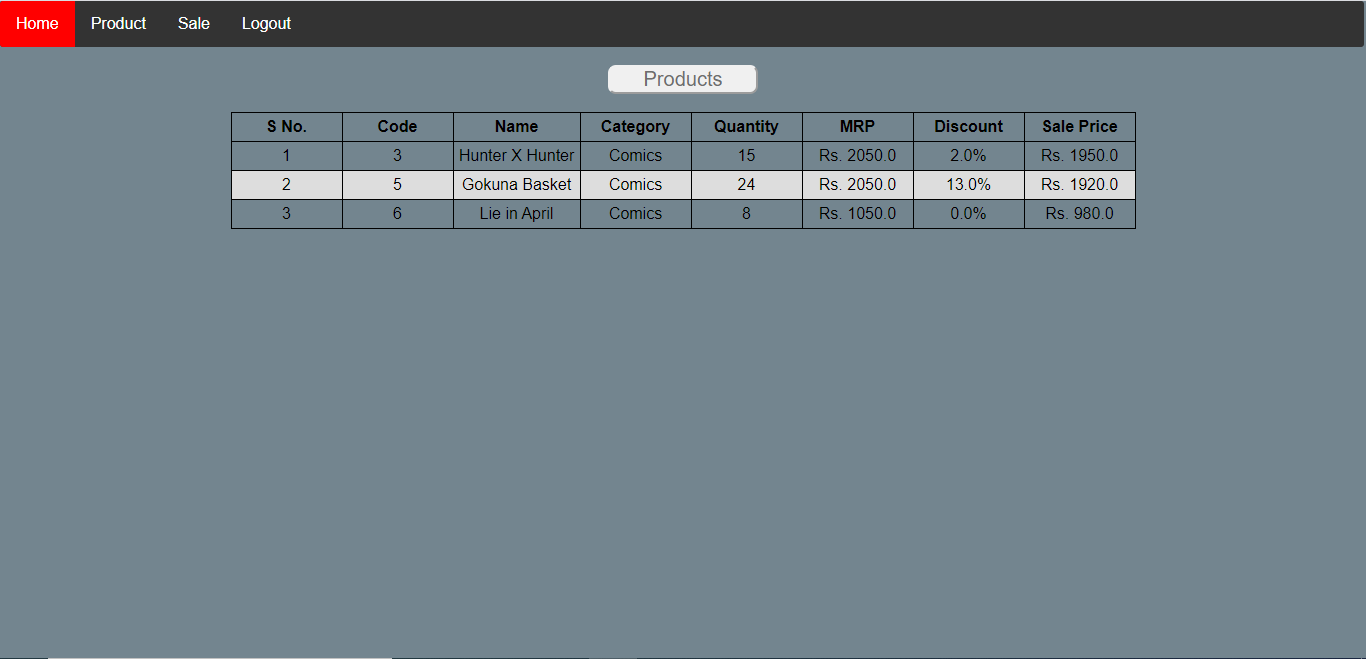 Home Product Sale Logout
Products
S No. Code Name Category Quantity MRP Discount Sale Price
1 3 Hunter X Hunter Comics 15 Rs. 2050.0 2.0% Rs. 1950.0
2 5 Gokuna Basket Comics 24 Rs. 2050.0 13.0% Rs. 1920.0
3 6 Lie in April Comics 8 Rs. 1050.0 0.0% Rs. 980.0